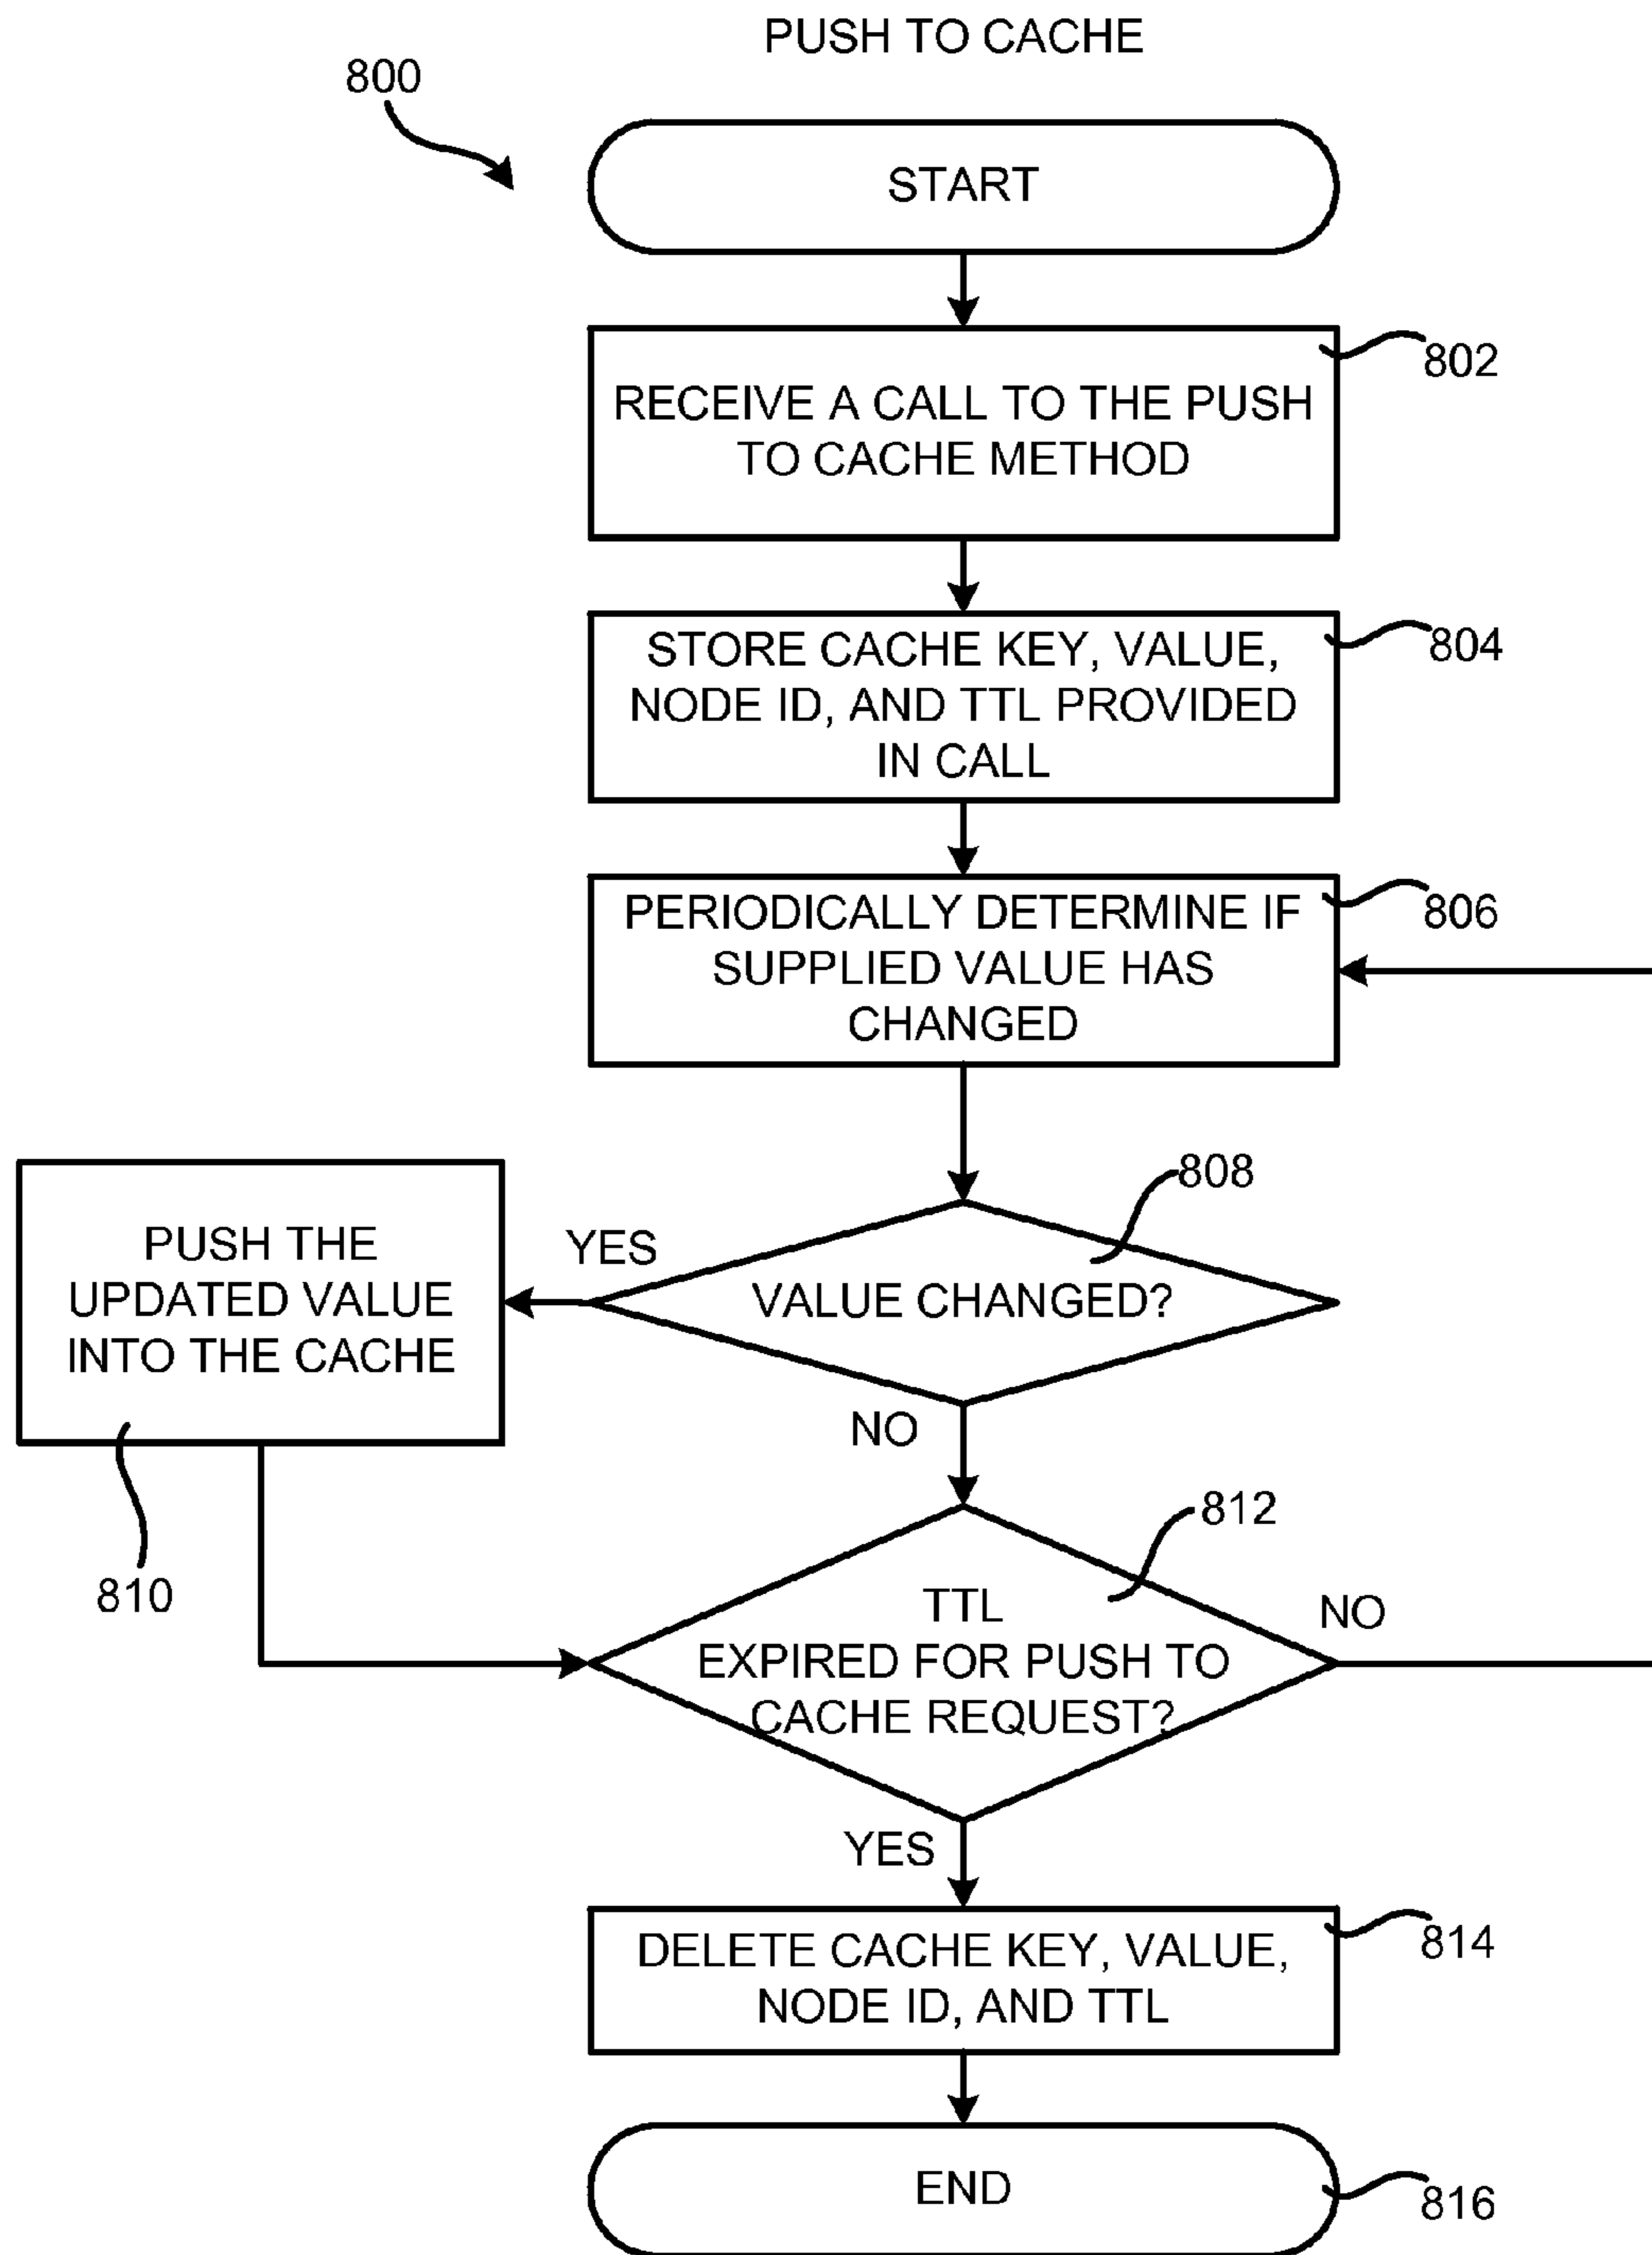 PUSH TO CACHE
800
START
802
RECEIVE A CALL TO THE PUSH
TO CACHE METHOD
804
STORE CACHE KEY, VALUE,
NODE ID, AND TTL PROVIDED
IN CALL
806
PERIODICALLY DETERMINE IF
SUPPLIED VALUE HAS
CHANGED
808
YES
VALUE CHANGED?
PUSH THE
UPDATED VALUE
INTO THE CACHE
NO
810
812
TTL
EXPIRED FOR PUSH TO
CACHE REQUEST?
NO
YES
814
DELETE CACHE KEY, VALUE,
NODE ID, AND TTL
END
816